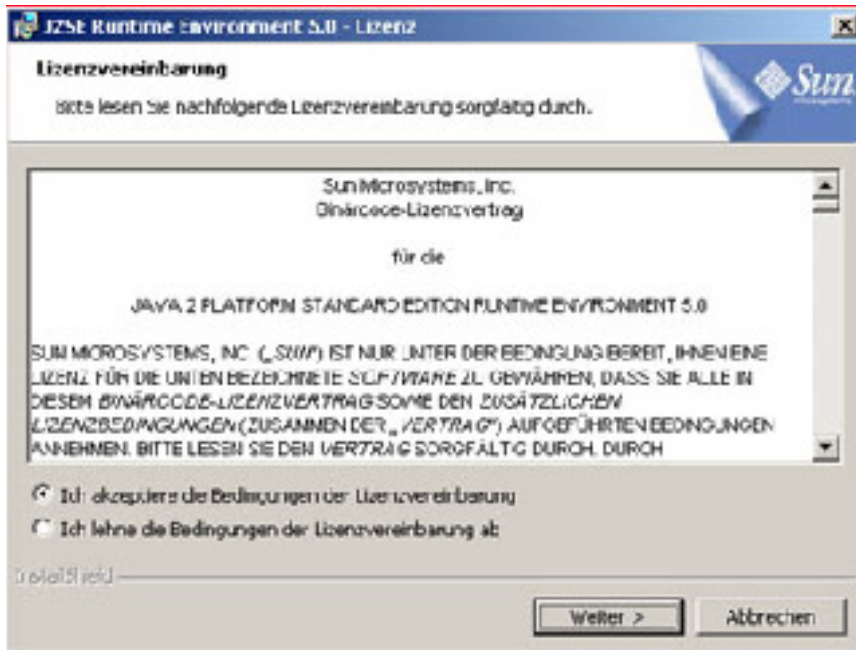 J2SE Runtime Environment 5.0 - Lizenz
Lizenzvereinbarung
Bitte lesen Sie nachfolgende Lizenzvereinbarung sorgfältig durch.
Sun
microsystems
Sun Microsystems, Inc.
Binärcode-Lizenzvertrag
für die
JAVA 2 PLATFORM STANDARD EDITION RUNTIME ENVIRONMENT 5.0
SUN MICROSYSTEMS, INC. („SUN“) IST NUR UNTER DER BEDINGUNG BEREIT, IHNEN EINE
LIZENZ FÜR DIE UNTEN BEZEICHNETE SOFTWARE ZU GEWÄHREN, DASS SIE ALLE IN
DIESEM BINÄRCODE-LIZENZVERTRAG SOWIE DEN ZUSÄTZLICHEN
LIZENZBEDINGUNGEN (ZUSAMMEN DER „VERTRAG“) AUFGEFÜHRTEN BEDINGUNGEN
ANNEHMEN. BITTE LESEN SIE DEN VERTRAG SORGFÄLTIG DURCH. DURCH
Ich akzeptiere die Bedingungen der Lizenzvereinbarung
Ich lehne die Bedingungen der Lizenzvereinbarung ab
InstallShield
Weiter >
Abbrechen